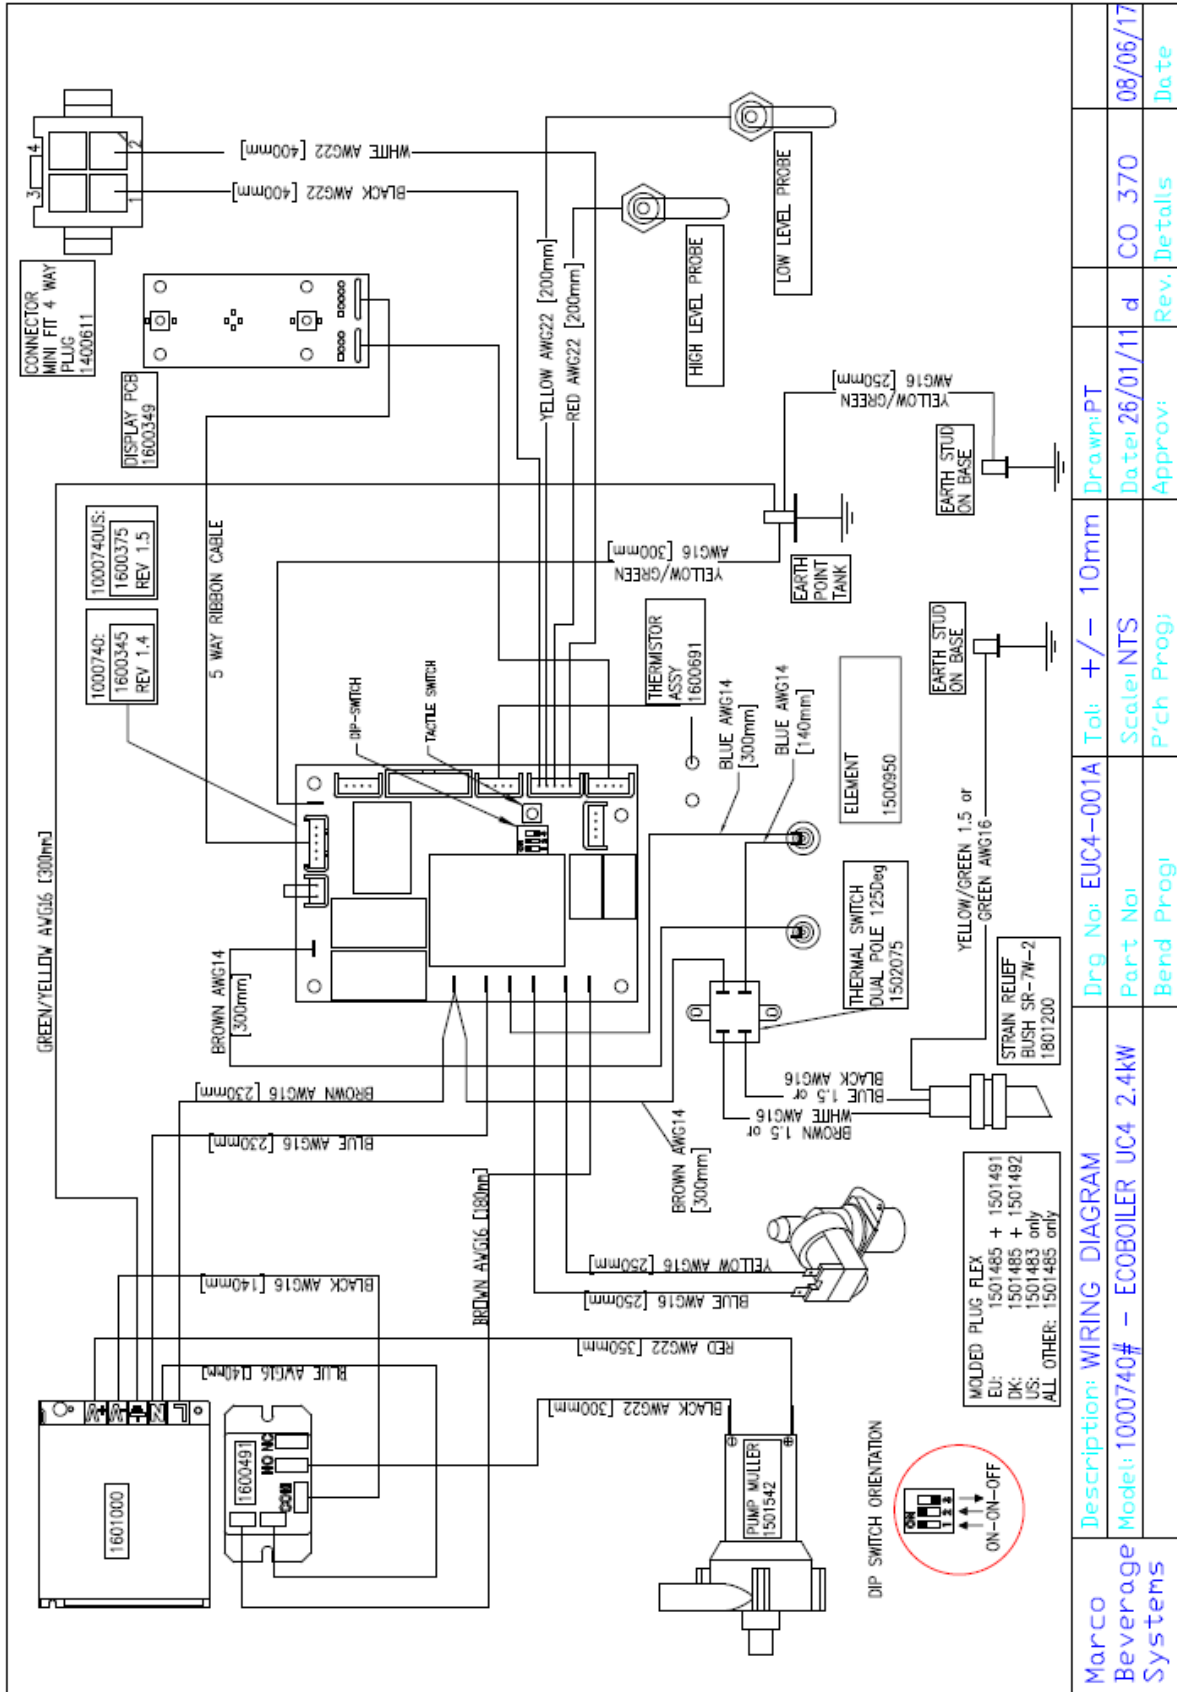 CONNECTOR
MINI FIT 4 WAY
PLUG
1400611
3 4
1 2
BLACK AWG22 [400mm]
WHITE AWG22 [400mm]
DISPLAY PCB
1600349
1000740US:
1600375
REV 1.5
1000740:
1600345
REV 1.4
5 WAY RIBBON CABLE
GREEN/YELLOW AWG16 [300mm]
DIP-SWITCH
TACTILE SWITCH
YELLOW AWG22 [200mm]
RED AWG22 [200mm]
HIGH LEVEL PROBE
LOW LEVEL PROBE
YELLOW/GREEN
AWG16 [300mm]
YELLOW/GREEN
AWG16 [250mm]
EARTH
POINT
TANK
EARTH STUD
ON BASE
EARTH STUD
ON BASE
THERMISTOR
ASSY
1600691
BLUE AWG14
[300mm]
BLUE AWG14
[140mm]
ELEMENT
1500950
THERMAL SWITCH
DUAL POLE 125Deg
1502075
YELLOW/GREEN 1.5 or
GREEN AWG16
STRAIN RELIEF
BUSH SR-7W-2
1801200
BROWN AWG14
[300mm]
BROWN AWG16 [230mm]
BLUE AWG16 [230mm]
BROWN AWG14
[300mm]
BLUE 1.5 or
BLACK AWG16
BROWN 1.5 or
WHITE AWG16
BROWN AWG16 [180mm]
YELLOW AWG16 [250mm]
BLUE AWG16 [250mm]
BLACK AWG16 [140mm]
BLUE AWG16 [140mm]
RED AWG22 [350mm]
BLACK AWG22 [300mm]
1601000
V+
V-
N
L
1600491
NO NC
COM
PUMP MULLER
1501542
MOLDED PLUG FLEX
EU: 1501485 + 1501491
DK: 1501485 + 1501492
US: 1501483 only
ALL OTHER: 1501485 only
DIP SWITCH ORIENTATION
ON
1 2 3
ON-ON-OFF
Marco
Beverage
Systems
Description: WIRING DIAGRAM
Model: 1000740# - ECOBOILER UC4 2.4kW
Drg No: EUC4-001A
Part No:
Bend Prog:
Tol: +/- 10mm
Scale: NTS
P'ch Prog:
Drawn: PT
Date: 26/01/11
Approv:
d CO 370 08/06/17
Rev. Details Date